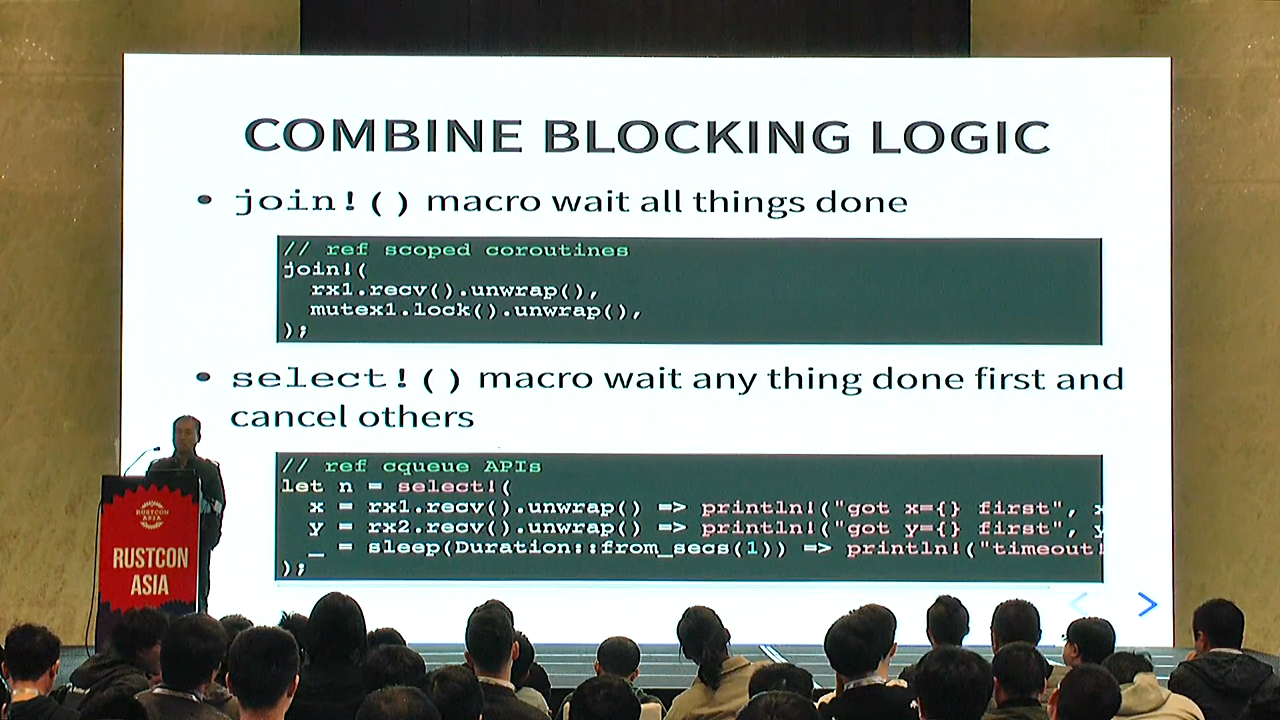 COMBINE BLOCKING LOGIC
• join!() macro wait all things done
// ref scoped coroutines
join!(
rx1.recv().unwrap(),
mutex1.lock().unwrap(),
);
• select!() macro wait any thing done first and
cancel others
// ref cqueue APIs
let n = select!(
x = rx1.recv().unwrap() => println!("got x={} first", x
y = rx2.recv().unwrap() => println!("got y={} first", y
_ = sleep(Duration::from_secs(1)) => println!("timeout!
);
RUSTCON
ASIA
RUSTCON
ASIA